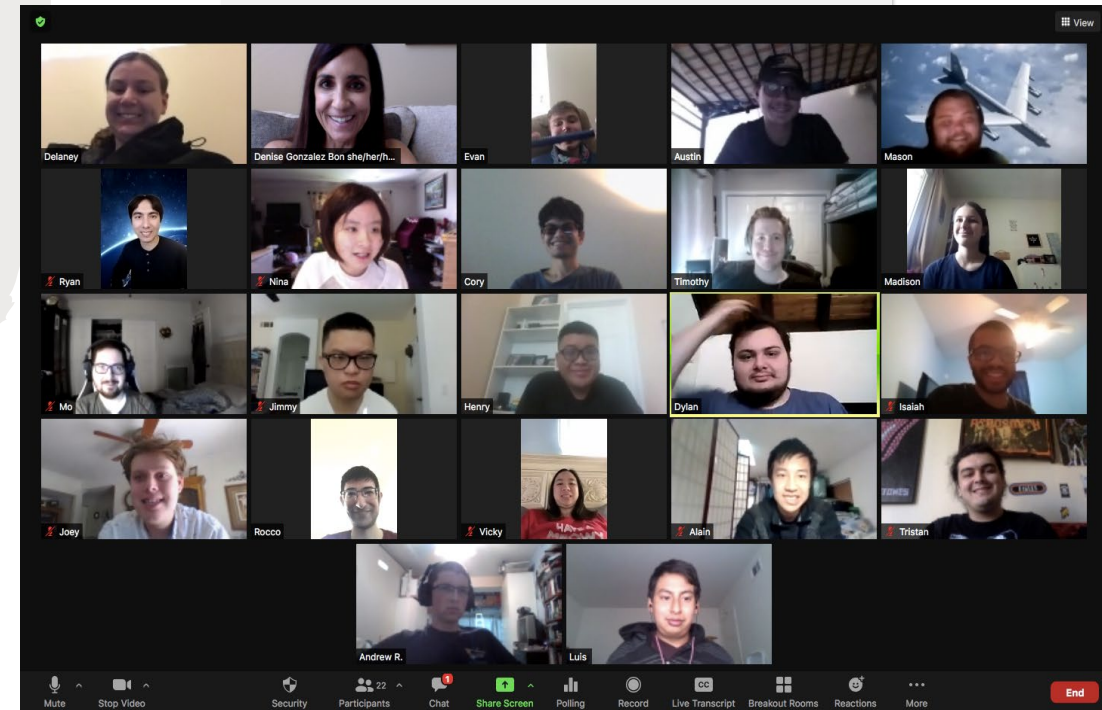 View
Delaney
Denise Gonzalez Bon she/her/h...
Evan
Austin
Mason
Ryan
Nina
Cory
Timothy
Madison
Mo
Jimmy
Henry
Dylan
Isaiah
Joey
Rocco
Vicky
Alain
Tristan
Andrew R.
Luis
Mute
Stop Video
Security
22
Participants
1
Chat
Share Screen
Polling
Record
CC
Live Transcript
Breakout Rooms
Reactions
More
End